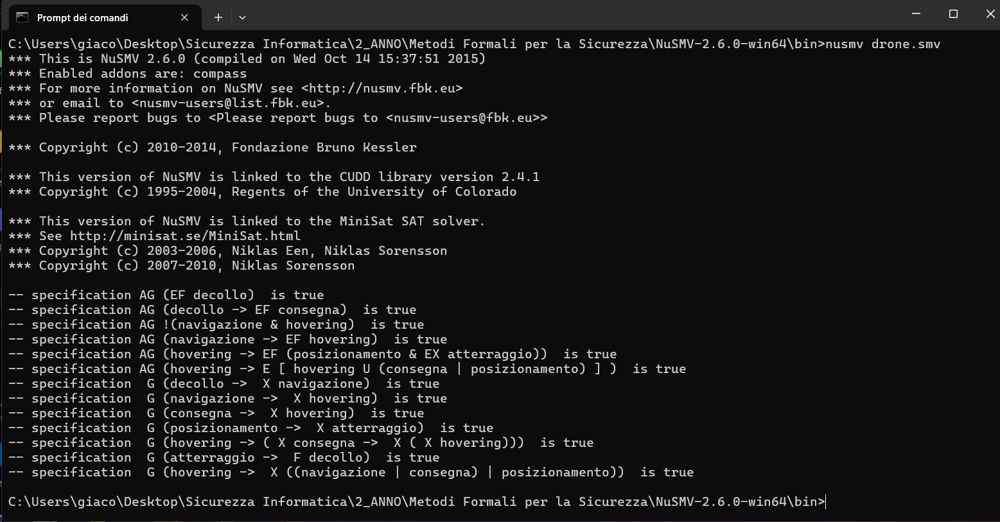 Prompt dei comandi
C:\Users\giaco\Desktop\Sicurezza Informatica\2_ANNO\Metodi Formali per la Sicurezza\NuSMV-2.6.0-win64\bin>nusmv drone.smv
*** This is NuSMV 2.6.0 (compiled on Wed Oct 14 15:37:51 2015)
*** Enabled addons are: compass
*** For more information on NuSMV see <http://nusmv.fbk.eu>
*** or email to <nusmv-users@list.fbk.eu>.
*** Please report bugs to <Please report bugs to <nusmv-users@fbk.eu>>
*** Copyright (c) 2010-2014, Fondazione Bruno Kessler
*** This version of NuSMV is linked to the CUDD library version 2.4.1
*** Copyright (c) 1995-2004, Regents of the University of Colorado
*** This version of NuSMV is linked to the MiniSat SAT solver.
*** See http://minisat.se/MiniSat.html
*** Copyright (c) 2003-2006, Niklas Een, Niklas Sorensson
*** Copyright (c) 2007-2010, Niklas Sorensson
-- specification AG (EF decollo)  is true
-- specification AG (decollo -> EF consegna)  is true
-- specification AG !(navigazione & hovering)  is true
-- specification AG (navigazione -> EF hovering)  is true
-- specification AG (hovering -> EF (posizionamento & EX atterraggio))  is true
-- specification AG (hovering -> E [ hovering U (consegna | posizionamento) ] )  is true
-- specification  G (decollo ->  X navigazione)  is true
-- specification  G (navigazione ->  X hovering)  is true
-- specification  G (consegna ->  X hovering)  is true
-- specification  G (posizionamento ->  X atterraggio)  is true
-- specification  G (hovering -> ( X consegna ->  X ( X hovering)))  is true
-- specification  G (atterraggio ->  F decollo)  is true
-- specification  G (hovering ->  X ((navigazione | consegna) | posizionamento))  is true
C:\Users\giaco\Desktop\Sicurezza Informatica\2_ANNO\Metodi Formali per la Sicurezza\NuSMV-2.6.0-win64\bin>